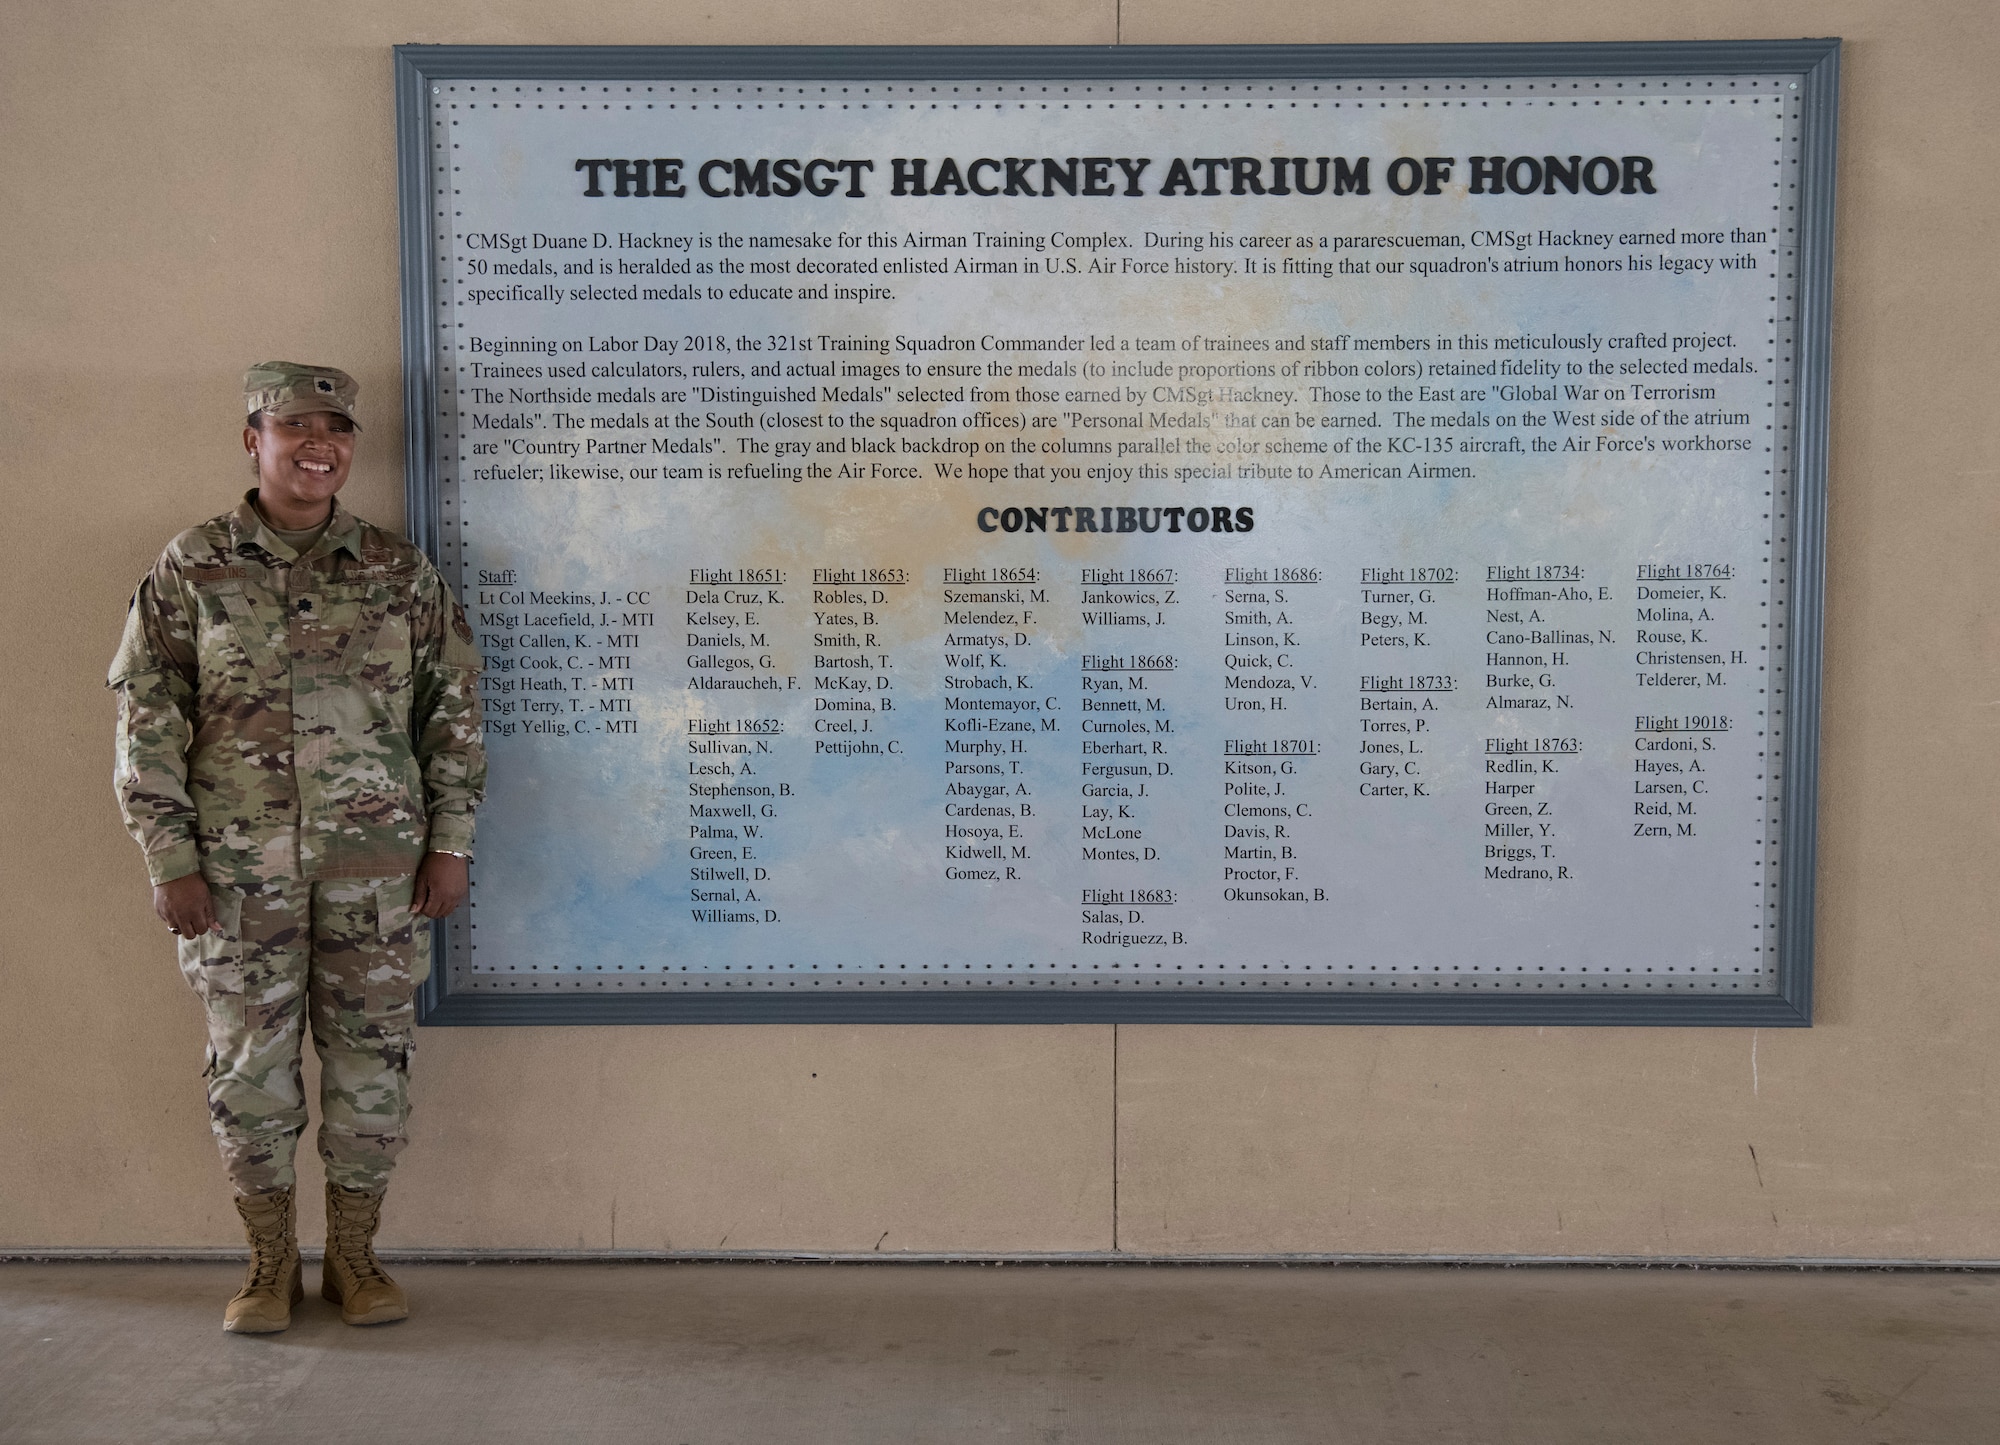 THE CMSGT HACKNEY ATRIUM OF HONOR
CMSgt Duane D. Hackney is the namesake for this Airman Training Complex. During his career as a pararescueman, CMSgt Hackney earned more than
50 medals, and is heralded as the most decorated enlisted Airman in U.S. Air Force history. It is fitting that our squadron's atrium honors his legacy with
specifically selected medals to educate and inspire.
Beginning on Labor Day 2018, the 321st Training Squadron Commander led a team of trainees and staff members in this meticulously crafted project.
Trainees used calculators, rulers, and actual images to ensure the medals (to include proportions of ribbon colors) retained fidelity to the selected medals.
The Northside medals are "Distinguished Medals" selected from those earned by CMSgt Hackney. Those to the East are "Global War on Terrorism
Medals". The medals at the South (closest to the squadron offices) are "Personal Medals" that can be earned. The medals on the West side of the atrium
are "Country Partner Medals". The gray and black backdrop on the columns parallel the color scheme of the KC-135 aircraft, the Air Force's workhorse
refueler; likewise, our team is refueling the Air Force. We hope that you enjoy this special tribute to American Airmen.
CONTRIBUTORS
Staff:
Lt Col Meekins, J. - CC
MSgt Lacefield, J.- MTI
TSgt Callen, K. - MTI
TSgt Cook, C. - MTI
TSgt Heath, T. - MTI
TSgt Terry, T. - MTI
TSgt Yellig, C. - MTI
Flight 18651:
Dela Cruz, K.
Kelsey, E.
Daniels, M.
Gallegos, G.
Aldaraucheh, F.
Flight 18652:
Sullivan, N.
Lesch, A.
Stephenson, B.
Maxwell, G.
Palma, W.
Green, E.
Stilwell, D.
Sernal, A.
Williams, D.
Flight 18653:
Robles, D.
Yates, B.
Smith, R.
Bartosh, T.
McKay, D.
Domina, B.
Creel, J.
Pettijohn, C.
Flight 18654:
Szemanski, M.
Melendez, F.
Armatys, D.
Wolf, K.
Strobach, K.
Montemayor, C.
Kofli-Ezane, M.
Murphy, H.
Parsons, T.
Abaygar, A.
Cardenas, B.
Hosoya, E.
Kidwell, M.
Gomez, R.
Flight 18667:
Jankowics, Z.
Williams, J.
Flight 18668:
Ryan, M.
Bennett, M.
Curnoles, M.
Eberhart, R.
Fergusun, D.
Garcia, J.
Lay, K.
McLone
Montes, D.
Flight 18683:
Salas, D.
Rodriguezz, B.
Flight 18686:
Serna, S.
Smith, A.
Linson, K.
Quick, C.
Mendoza, V.
Uron, H.
Flight 18701:
Kitson, G.
Polite, J.
Clemons, C.
Davis, R.
Martin, B.
Proctor, F.
Okunsokan, B.
Flight 18702:
Turner, G.
Begy, M.
Peters, K.
Flight 18733:
Bertain, A.
Torres, P.
Jones, L.
Gary, C.
Carter, K.
Flight 18734:
Hoffman-Aho, E.
Nest, A.
Cano-Ballinas, N.
Hannon, H.
Burke, G.
Almaraz, N.
Flight 18763:
Redlin, K.
Harper
Green, Z.
Miller, Y.
Briggs, T.
Medrano, R.
Flight 18764:
Domeier, K.
Molina, A.
Rouse, K.
Christensen, H.
Telderer, M.
Flight 19018:
Cardoni, S.
Hayes, A.
Larsen, C.
Reid, M.
Zern, M.
MEEKINS